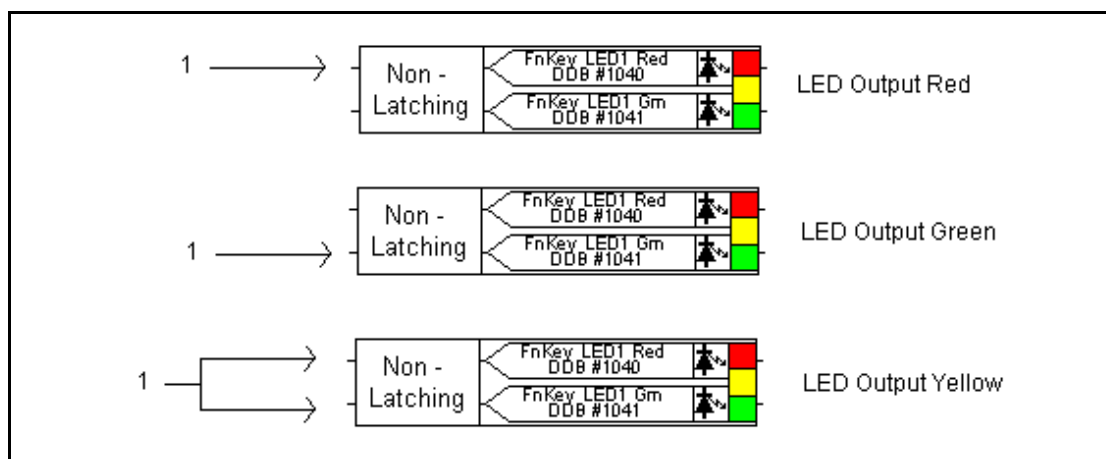 1
Non -
Latching
FnKey LED1 Red
DDB #1040
FnKey LED1 Grn
DDB #1041
LED Output Red
1
Non -
Latching
FnKey LED1 Red
DDB #1040
FnKey LED1 Grn
DDB #1041
LED Output Green
1
Non -
Latching
FnKey LED1 Red
DDB #1040
FnKey LED1 Grn
DDB #1041
LED Output Yellow